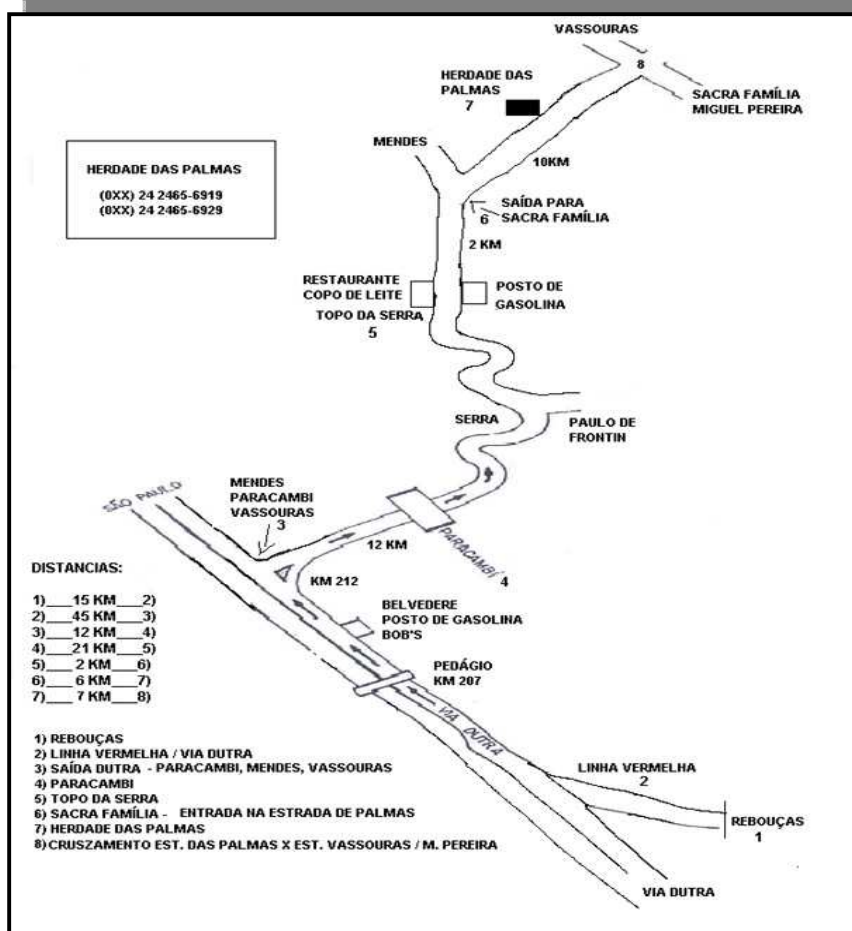 VASSOURAS
8
HERDADE DAS
PALMAS
7
SACRA FAMÍLIA
MIGUEL PEREIRA
MENDES
10KM
HERDADE DAS PALMAS
(0XX) 24 2465-6919
(0XX) 24 2465-6929
SAÍDA PARA
SACRA FAMÍLIA
6
2 KM
RESTAURANTE
COPO DE LEITE
TOPO DA SERRA
5
POSTO DE
GASOLINA
SERRA
PAULO DE
FRONTIN
SÃO PAULO
MENDES
PARACAMBI
VASSOURAS
3
12 KM
PARACAMBÍ
4
KM 212
BELVEDERE
POSTO DE GASOLINA
BOB'S
PEDÁGIO
KM 207
VIA DUTRA
LINHA VERMELHA
2
REBOUÇAS
1
VIA DUTRA
DISTANCIAS:
1)___15 KM___2)
2)___45 KM___3)
3)___12 KM___4)
4)___21 KM___5)
5)___ 2 KM___6)
6)___ 6 KM___7)
7)___ 7 KM___8)
1) REBOUÇAS
2) LINHA VERMELHA / VIA DUTRA
3) SAÍDA DUTRA - PARACAMBI, MENDES, VASSOURAS
4) PARACAMBI
5) TOPO DA SERRA
6) SACRA FAMÍLIA - ENTRADA NA ESTRADA DE PALMAS
7) HERDADE DAS PALMAS
8) CRUSZAMENTO EST. DAS PALMAS X EST. VASSOURAS / M. PEREIRA